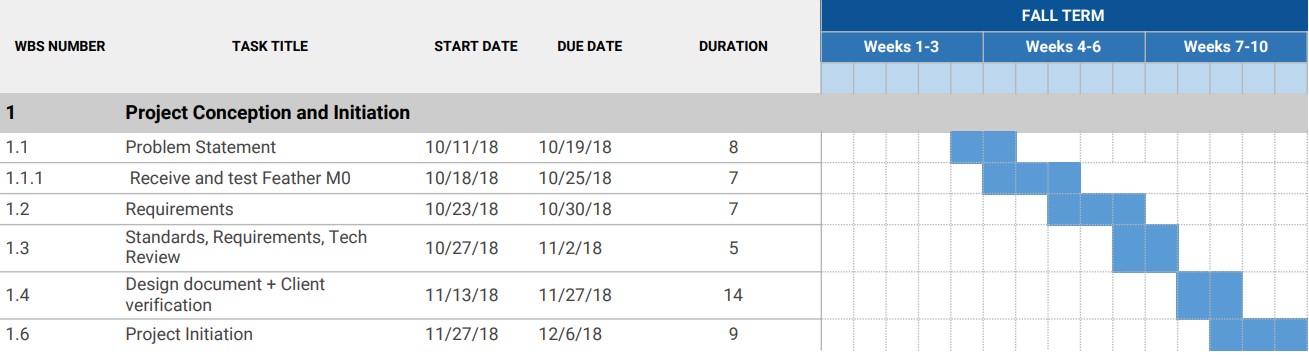 FALL TERM
WBS NUMBER TASK TITLE START DATE DUE DATE DURATION Weeks 1-3 Weeks 4-6 Weeks 7-10
1 Project Conception and Initiation
1.1 Problem Statement 10/11/18 10/19/18 8
1.1.1 Receive and test Feather M0 10/18/18 10/25/18 7
1.2 Requirements 10/23/18 10/30/18 7
1.3 Standards, Requirements, Tech Review 10/27/18 11/2/18 5
1.4 Design document + Client verification 11/13/18 11/27/18 14
1.6 Project Initiation 11/27/18 12/6/18 9